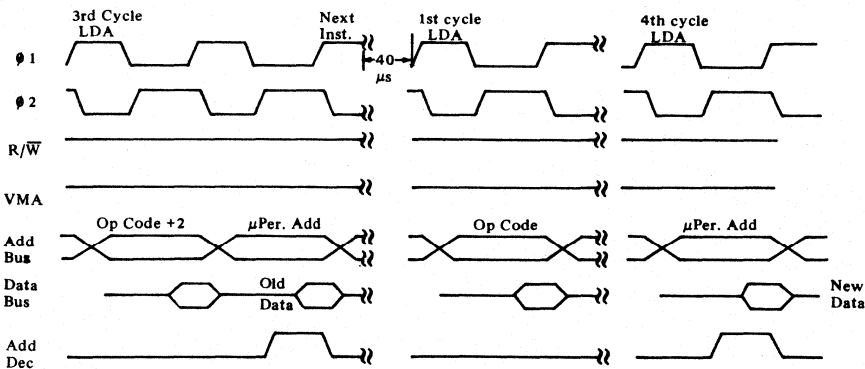 3rd Cycle
LDA
Next
Inst.
1st cycle
LDA
4th cycle
LDA
ϕ 1
40
μs
ϕ 2
R/W̅
VMA
Op Code +2
μPer. Add
Op Code
μPer. Add
Add
Bus
Data
Bus
Old
Data
New
Data
Add
Dec